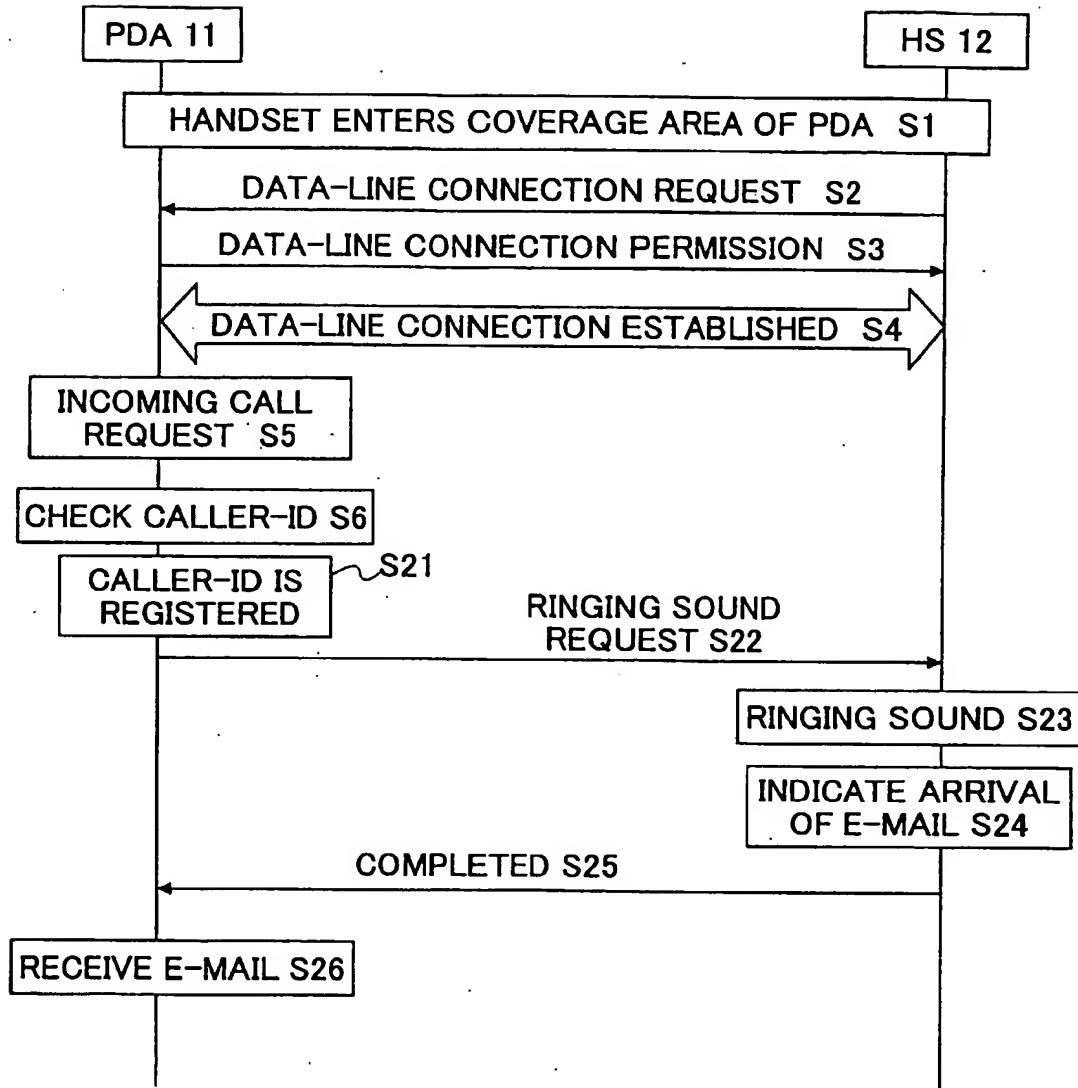 PDA 11
HS 12
HANDSET ENTERS COVERAGE AREA OF PDA S1
DATA-LINE CONNECTION REQUEST S2
DATA-LINE CONNECTION PERMISSION S3
DATA-LINE CONNECTION ESTABLISHED S4
INCOMING CALL
REQUEST S5
CHECK CALLER-ID S6
S21
CALLER-ID IS
REGISTERED
RINGING SOUND
REQUEST S22
RINGING SOUND S23
INDICATE ARRIVAL
OF E-MAIL S24
COMPLETED S25
RECEIVE E-MAIL S26